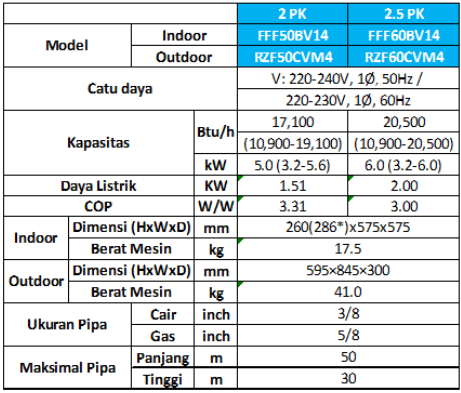 2 PK 2.5 PK
Model Indoor FFF50BV14 FFF60BV14
Outdoor RZF50CVM4 RZF60CVM4
Catu daya V: 220-240V, 1Ø, 50Hz /
220-230V, 1Ø, 60Hz
Kapasitas Btu/h 17,100 20,500
(10,900-19,100) (10,900-20,500)
kW 5.0 (3.2-5.6) 6.0 (3.2-6.0)
Daya Listrik KW 1.51 2.00
COP W/W 3.31 3.00
Indoor Dimensi (HxWxD) mm 260(286*)x575x575
Berat Mesin kg 17.5
Outdoor Dimensi (HxWxD) mm 595×845×300
Berat Mesin kg 41.0
Ukuran Pipa Cair inch 3/8
Gas inch 5/8
Maksimal Pipa Panjang m 50
Tinggi m 30